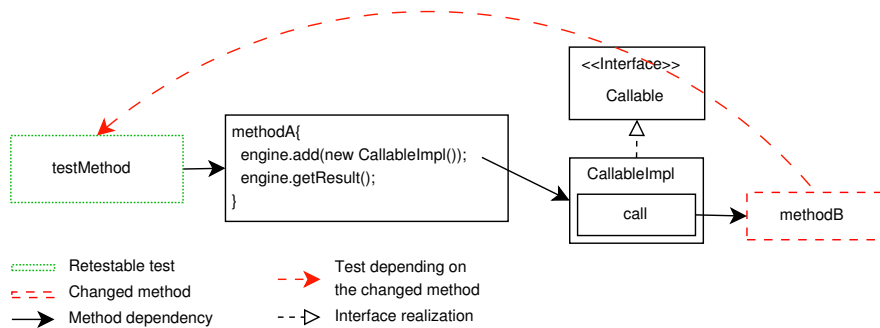 <<Interface>>
Callable
testMethod
methodA{
engine.add(new CallableImpl());
engine.getResult();
}
CallableImpl
call
methodB
Retestable test
Changed method
Method dependency
Test depending on
the changed method
Interface realization